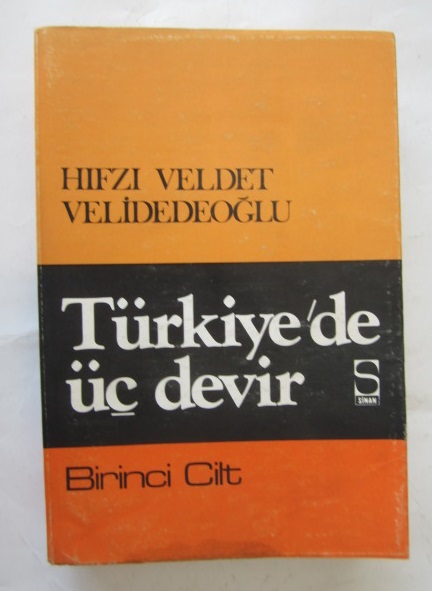 HIFZI VELDET
VELİDEDEOĞLU
Türkiye'de
üç devir
S
SİNAN
Birinci Cilt